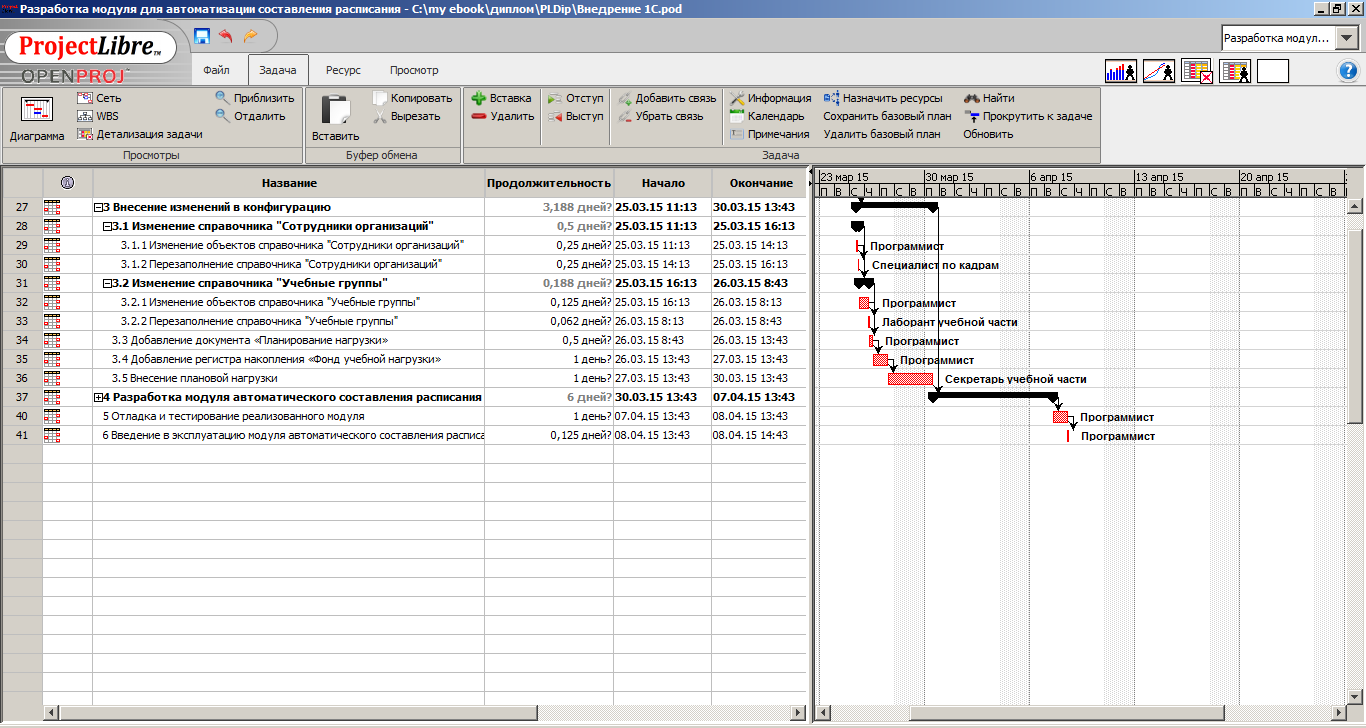 Разработка модуля для автоматизации составления расписания - C:\my ebook\диплом\PLDip\Внедрение 1С.pod
ProjectLibre™
OPENPROJ
Разработка модул...
Файл Задача Ресурс Просмотр
Диаграмма
Сеть
WBS
Детализация задачи
Приблизить
Отдалить
Просмотры
Вставить
Копировать
Вырезать
Буфер обмена
Вставка
Удалить
Отступ
Выступ
Добавить связь
Убрать связь
Информация
Календарь
Примечания
Назначить ресурсы
Сохранить базовый план
Удалить базовый план
Найти
Прокрутить к задаче
Обновить
Задача
Название Продолжительность Начало Окончание
23 мар 15 30 мар 15 6 апр 15 13 апр 15 20 апр 15
П В С Ч П С В П В С Ч П С В П В С Ч П С В П В С Ч П С В П В С Ч П С В
27 3 Внесение изменений в конфигурацию 3,188 дней? 25.03.15 11:13 30.03.15 13:43
28 3.1 Изменение справочника "Сотрудники организаций" 0,5 дней? 25.03.15 11:13 25.03.15 16:13
29 3.1.1 Изменение объектов справочника "Сотрудники организаций" 0,25 дней? 25.03.15 11:13 25.03.15 14:13 Программист
30 3.1.2 Перезаполнение справочника "Сотрудники организаций" 0,25 дней? 25.03.15 14:13 25.03.15 16:13 Специалист по кадрам
31 3.2 Изменение справочника "Учебные группы" 0,188 дней? 25.03.15 16:13 26.03.15 8:43
32 3.2.1 Изменение объектов справочника "Учебные группы" 0,125 дней? 25.03.15 16:13 26.03.15 8:13 Программист
33 3.2.2 Перезаполнение справочника "Учебные группы" 0,062 дней? 26.03.15 8:13 26.03.15 8:43 Лаборант учебной части
34 3.3 Добавление документа «Планирование нагрузки» 0,5 дней? 26.03.15 8:43 26.03.15 13:43 Программист
35 3.4 Добавление регистра накопления «Фонд учебной нагрузки» 1 день? 26.03.15 13:43 27.03.15 13:43 Программист
36 3.5 Внесение плановой нагрузки 1 день? 27.03.15 13:43 30.03.15 13:43 Секретарь учебной части
37 4 Разработка модуля автоматического составления расписания 6 дней? 30.03.15 13:43 07.04.15 13:43
40 5 Отладка и тестирование реализованного модуля 1 день? 07.04.15 13:43 08.04.15 13:43 Программист
41 6 Введение в эксплуатацию модуля автоматического составления расписа 0,125 дней? 08.04.15 13:43 08.04.15 14:43 Программист